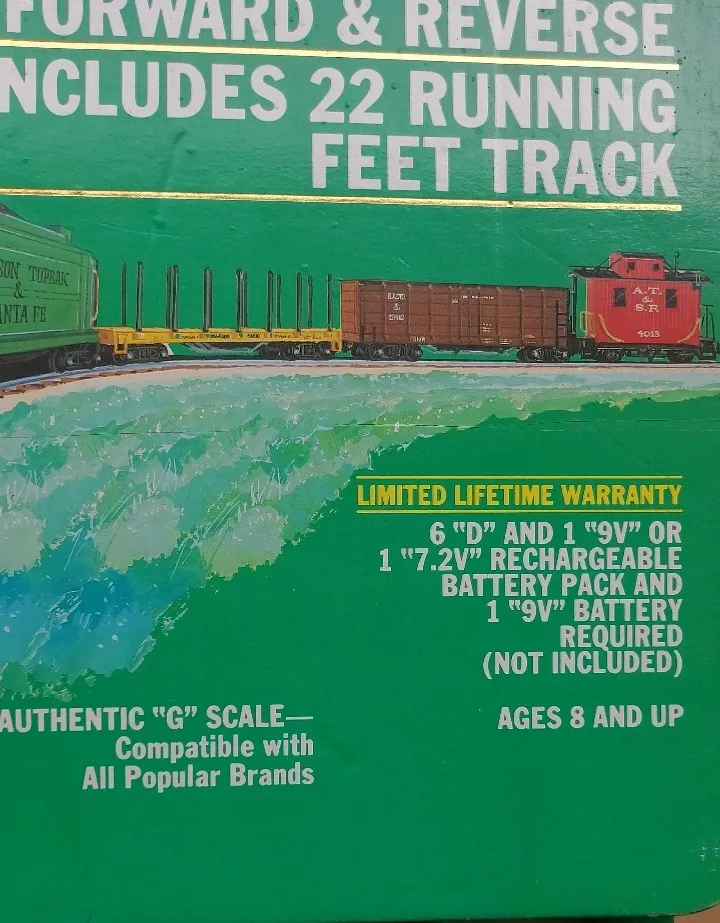 FORWARD & REVERSE
NCLUDES 22 RUNNING
FEET TRACK
SON TOPEKA
&
ANTA FE
&
OHIO
A.T.
&
S.F.
4013
LIMITED LIFETIME WARRANTY
6 "D" AND 1 "9V" OR
1 "7.2V" RECHARGEABLE
BATTERY PACK AND
1 "9V" BATTERY
REQUIRED
(NOT INCLUDED)
AUTHENTIC "G" SCALE—
Compatible with
All Popular Brands
AGES 8 AND UP